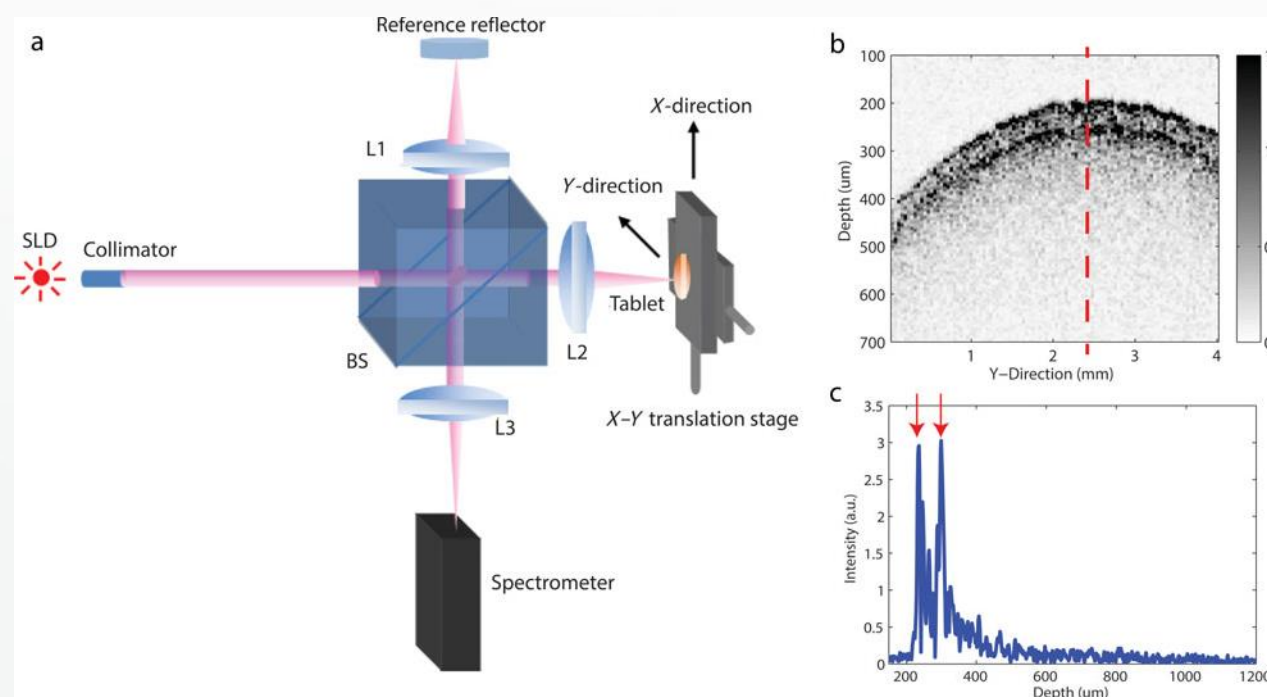 a
Reference reflector
X-direction
L1
Y-direction
SLD
Collimator
Tablet
BS
L2
L3
X-Y translation stage
Spectrometer
b
100
200
300
400
500
600
700
Depth (um)
1
2
3
4
Y-Direction (mm)
c
3.5
3
2.5
2
1.5
1
0.5
0
Intensity (a.u.)
200
400
600
800
1000
1200
Depth (um)